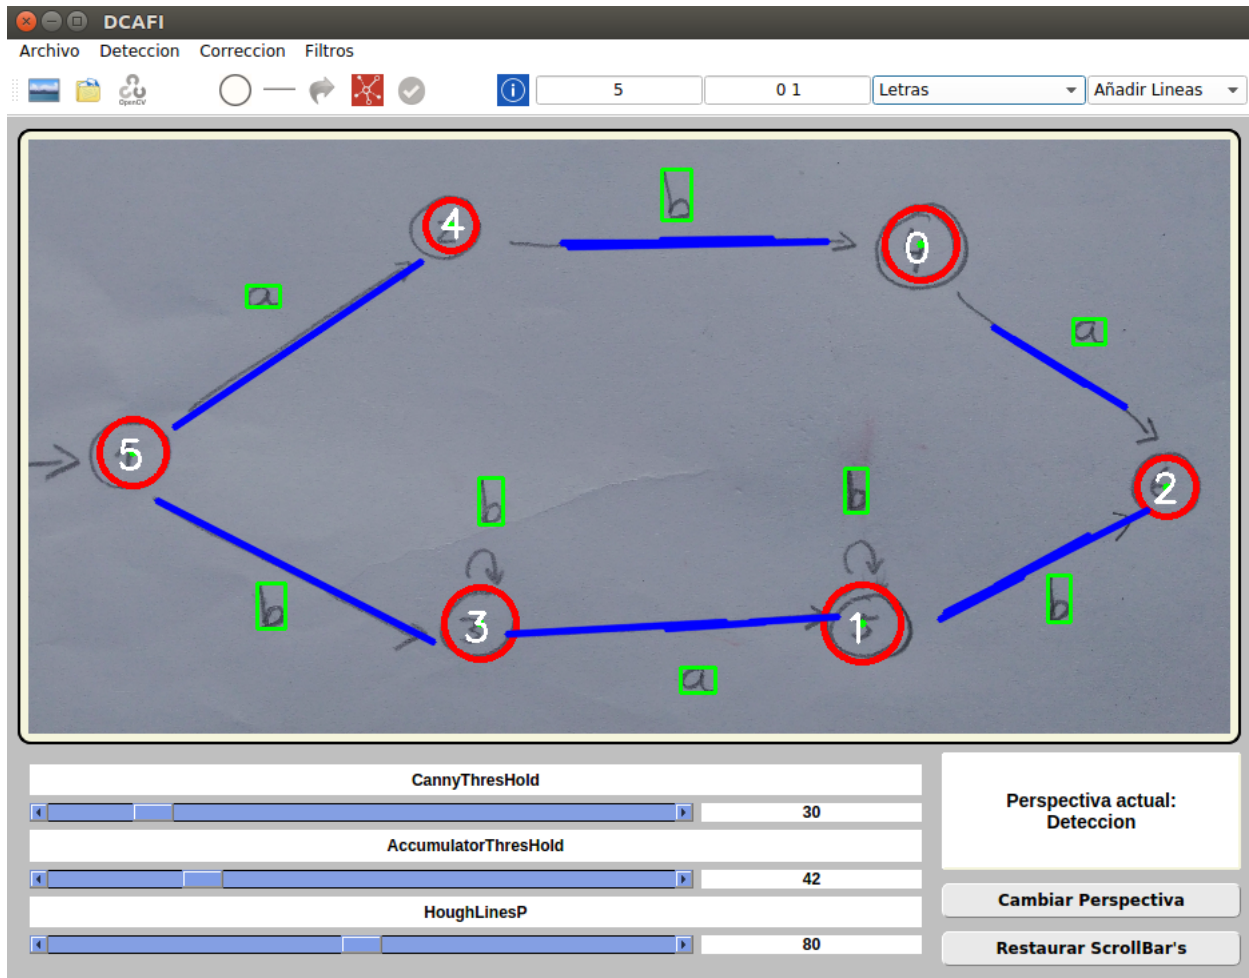 DCAFI
Archivo Deteccion Correccion Filtros
OpenCV 5 0 1 Letras Añadir Lineas
b
4
0
a
a
5
2
b
b
b
b
3
1
a
CannyThresHold
30
AccumulatorThresHold
42
HoughLinesP
80
Perspectiva actual:
Deteccion
Cambiar Perspectiva
Restaurar ScrollBar's